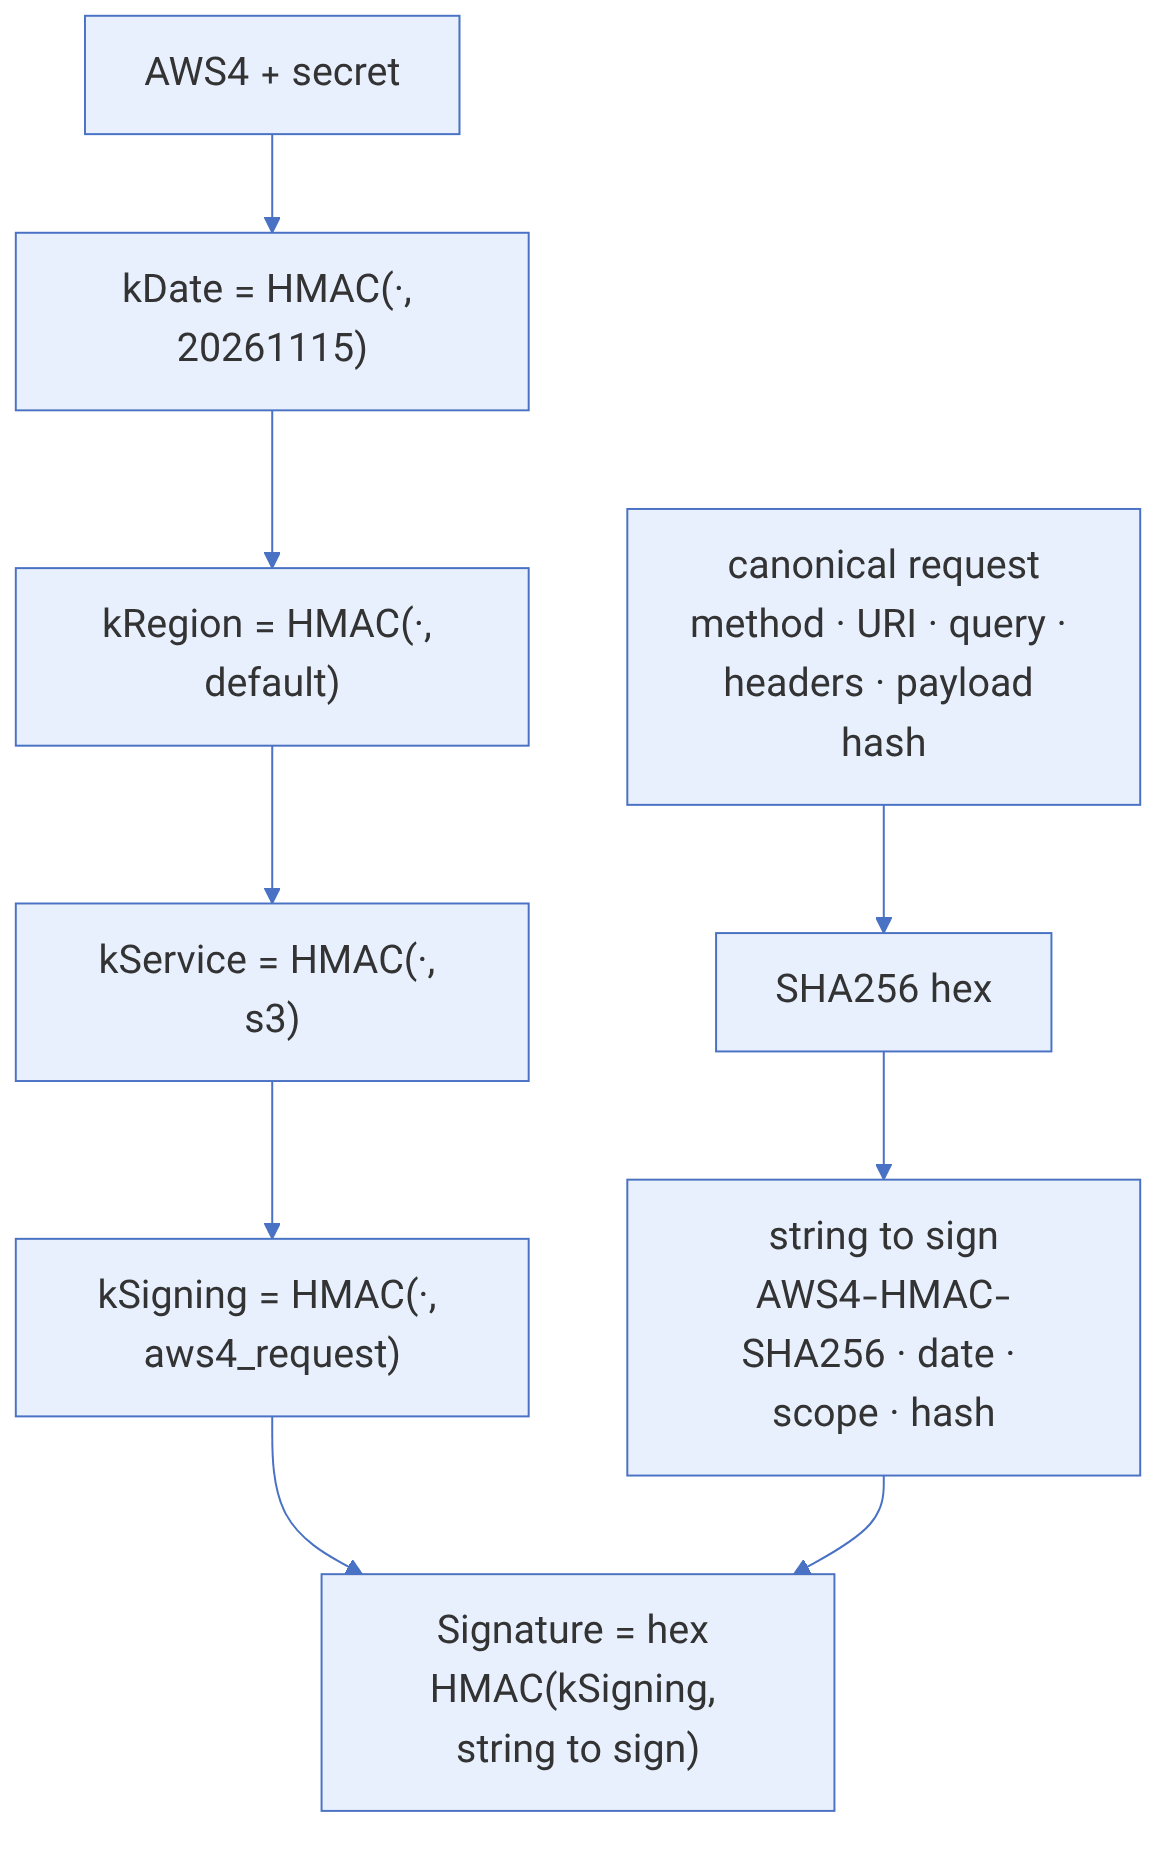 AWS4 + secret
kDate = HMAC(·,
20261115)
kRegion = HMAC(·,
default)
kService = HMAC(·,
s3)
kSigning = HMAC(·,
aws4_request)
canonical request
method · URI · query ·
headers · payload
hash
SHA256 hex
string to sign
AWS4-HMAC-
SHA256 · date ·
scope · hash
Signature = hex
HMAC(kSigning,
string to sign)